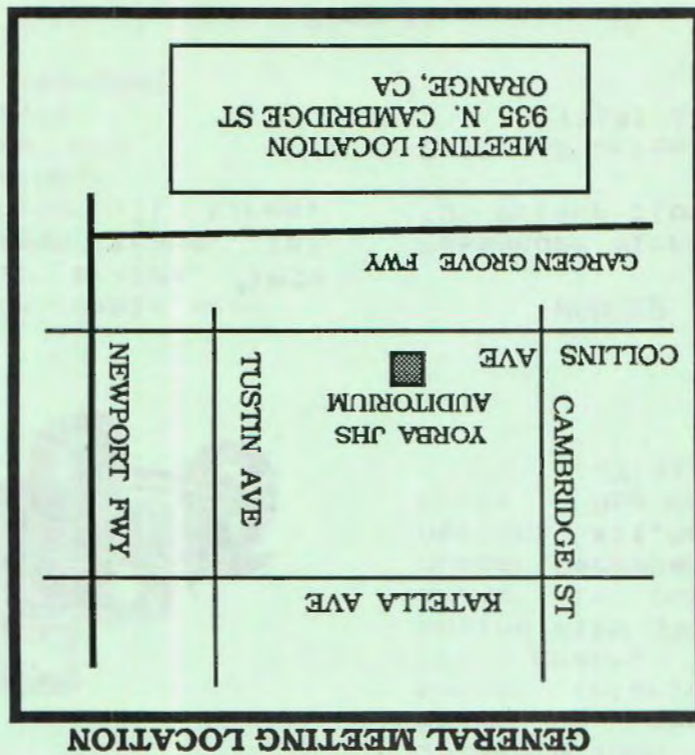 GENERAL MEETING LOCATION
KATELLA AVE
CAMBRIDGE ST
TUSTIN AVE
NEWPORT FWY
YORBA JHS
AUDITORIUM
COLLINS AVE
GARGEN GROVE FWY
MEETING LOCATION
935 N. CAMBRIDGE ST
ORANGE, CA